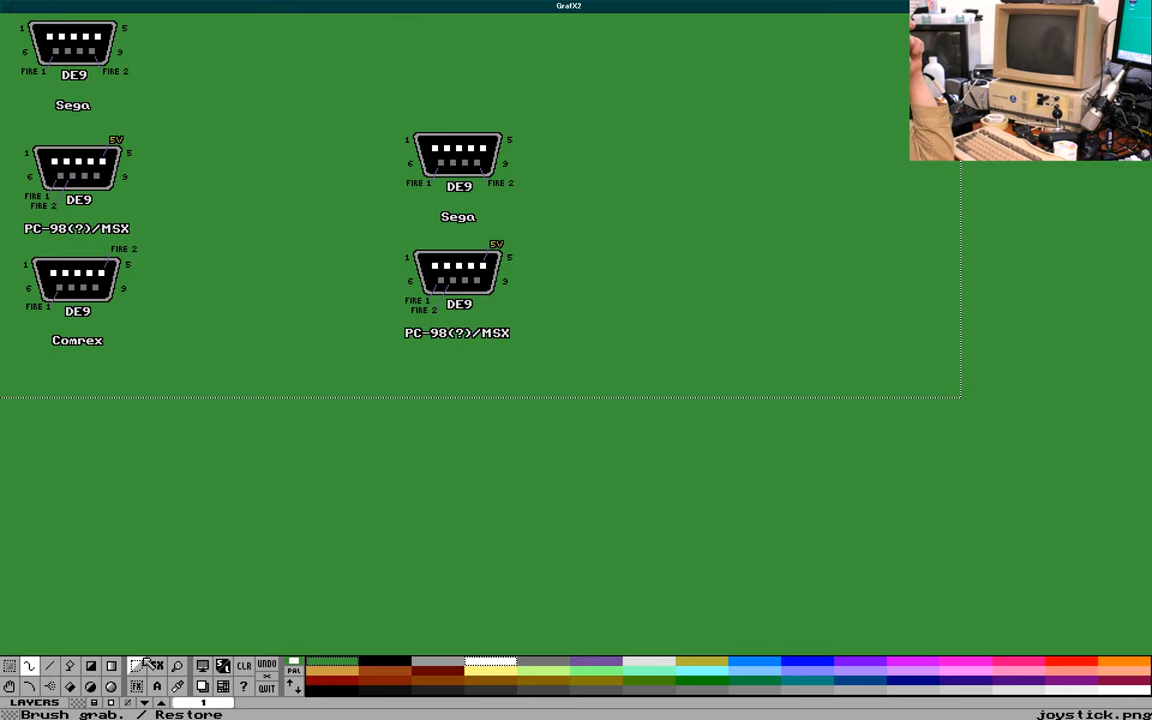 GrafX2
1 5
6 9
FIRE 1 FIRE 2
DE9
Sega
5V
1 5
6 9
FIRE 1
FIRE 2
DE9
PC-98(?)/MSX
FIRE 2
1 5
6 9
FIRE 1
DE9
Comrex
1 5
6 9
FIRE 1 FIRE 2
DE9
Sega
5V
1 5
6 9
FIRE 1
FIRE 2
DE9
PC-98(?)/MSX
CLR UNDO PAL
A ? QUIT
LAYERS 1
Brush grab. / Restore joystick.png